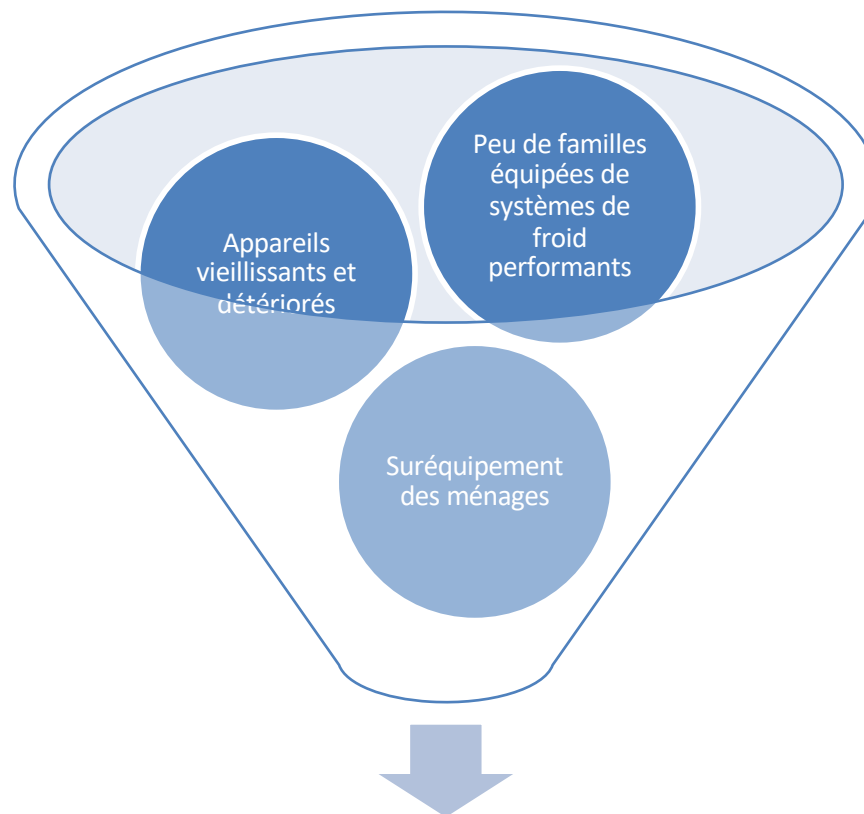 Peu de familles
équipées de
systèmes de
froid
performants
Appareils
vieillissants et
détériorés
Suréquipement
des ménages